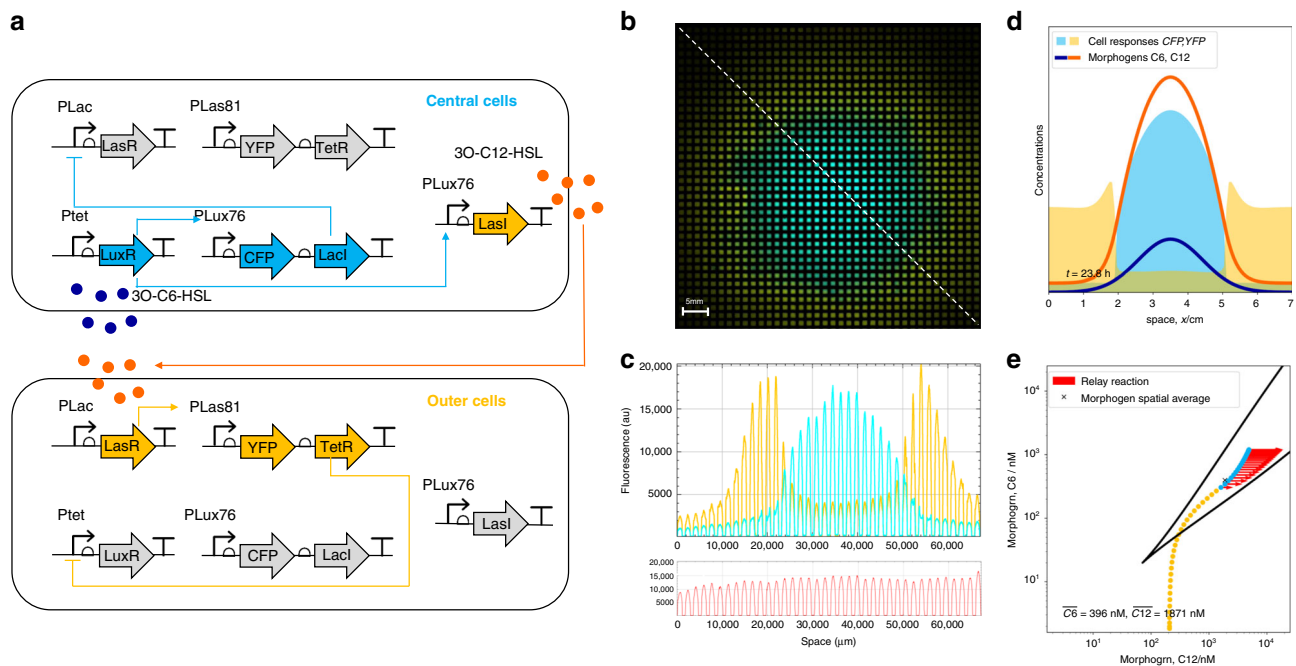 a
PLac
PLas81
Central cells
LasR
YFP
TetR
3O-C12-HSL
PLux76
LasI
Ptet
PLux76
LuxR
CFP
LacI
3O-C6-HSL
PLac
PLas81
Outer cells
LasR
YFP
TetR
PLux76
LasI
Ptet
PLux76
LuxR
CFP
LacI
b
5mm
c
20,000
15,000
10,000
5000
0
Fluorescence (au)
0 10,000 20,000 30,000 40,000 50,000 60,000
20,000
15,000
10,000
5000
0 10,000 20,000 30,000 40,000 50,000 60,000
Space (μm)
d
Cell responses CFP,YFP
Morphogens C6, C12
Concentrations
t = 23.8 h
0 1 2 3 4 5 6 7
space, x/cm
e
Relay reaction
Morphogen spatial average
10⁴
10³
10²
10¹
Morphogrn, C6 / nM
C6 = 396 nM, C12 = 1871 nM
10¹ 10² 10³ 10⁴
Morphogrn, C12/nM